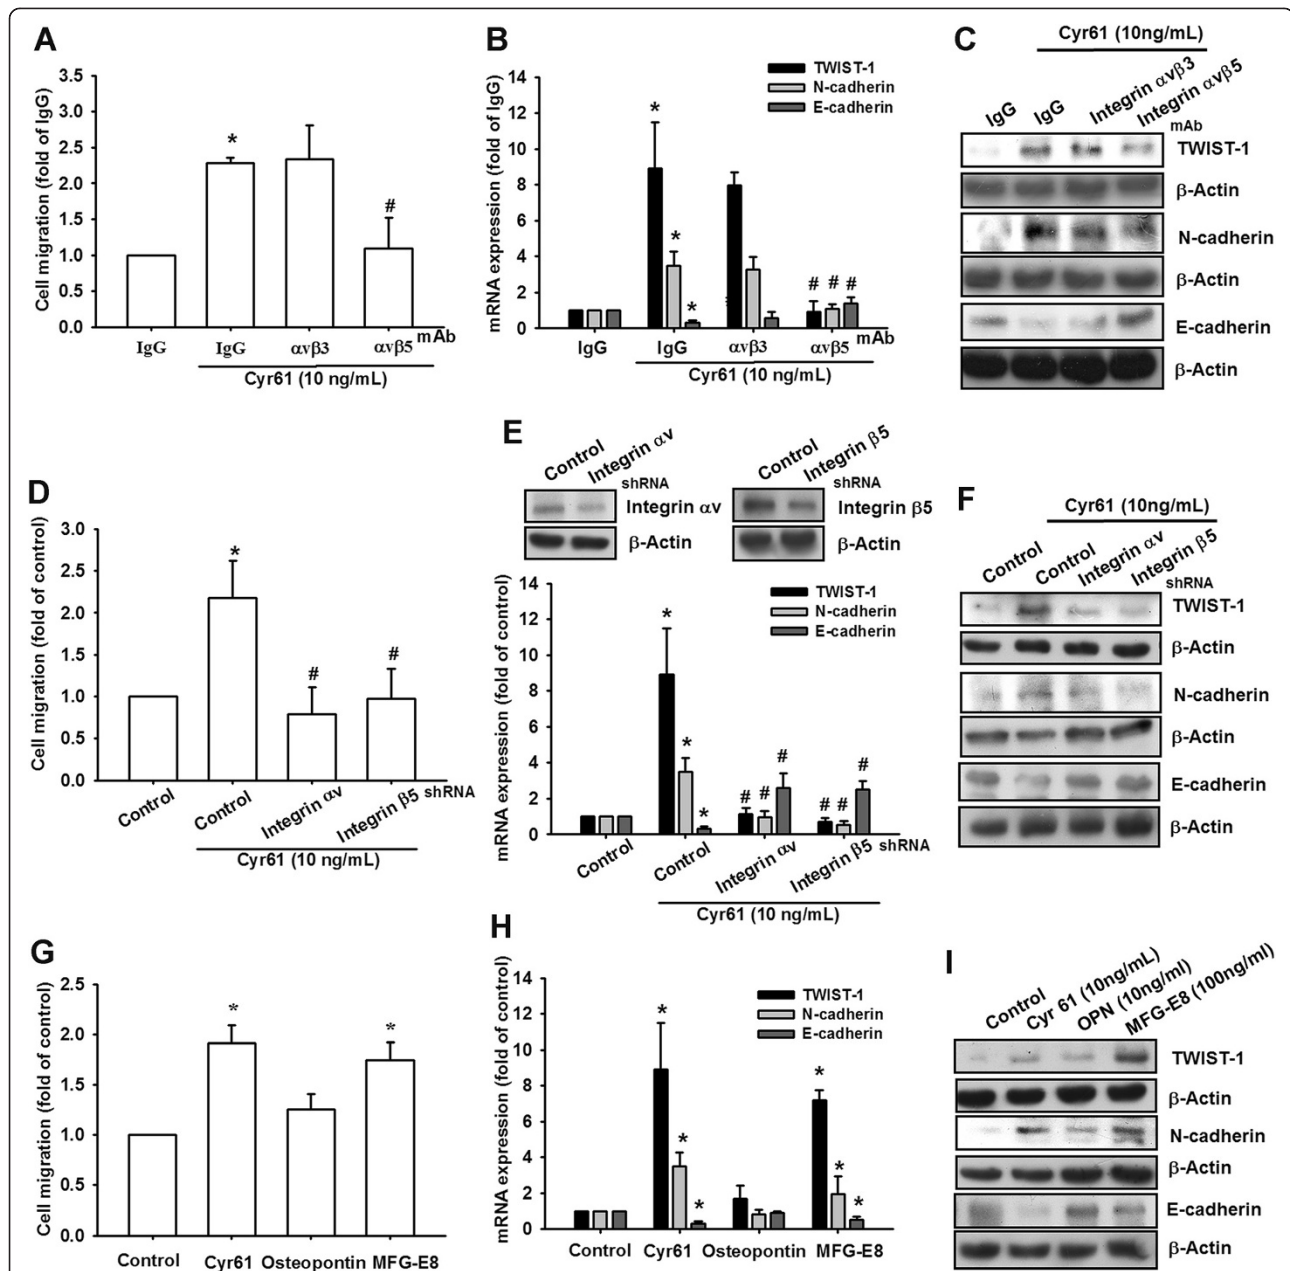 A
Cell migration (fold of IgG)
3.5
3.0
2.5
2.0
1.5
1.0
0.5
0.0
*
#
IgG IgG αvβ3 αvβ5 mAb
Cyr61 (10 ng/mL)
B
mRNA expression (fold of IgG)
14
12
10
8
6
4
2
0
TWIST-1
N-cadherin
E-cadherin
*
*
*
# # #
IgG IgG αvβ3 αvβ5 mAb
Cyr61 (10 ng/mL)
C
Cyr61 (10ng/mL)
IgG IgG Integrin αvβ3 Integrin αvβ5
mAb
TWIST-1
β-Actin
N-cadherin
β-Actin
E-cadherin
β-Actin
D
Cell migration (fold of control)
3.0
2.5
2.0
1.5
1.0
0.5
0.0
*
#
#
Control Control Integrin αv Integrin β5 shRNA
Cyr61 (10 ng/mL)
E
Control Integrin αv
shRNA
Integrin αv
β-Actin
Control Integrin β5
shRNA
Integrin β5
β-Actin
mRNA expression (fold of control)
14
12
10
8
6
4
2
0
TWIST-1
N-cadherin
E-cadherin
*
*
*
# # #
# # #
Control Control Integrin αv Integrin β5 shRNA
Cyr61 (10 ng/mL)
F
Cyr61 (10ng/mL)
Control Control Integrin αv Integrin β5
shRNA
TWIST-1
β-Actin
N-cadherin
β-Actin
E-cadherin
β-Actin
G
Cell migration (fold of control)
2.5
2.0
1.5
1.0
0.5
0.0
*
*
Control Cyr61 Osteopontin MFG-E8
H
mRNA expression (fold of control)
14
12
10
8
6
4
2
0
TWIST-1
N-cadherin
E-cadherin
*
*
*
*
*
*
Control Cyr61 Osteopontin MFG-E8
I
Control Cyr 61 (10ng/mL) OPN (10ng/ml) MFG-E8 (100ng/ml)
TWIST-1
β-Actin
N-cadherin
β-Actin
E-cadherin
β-Actin